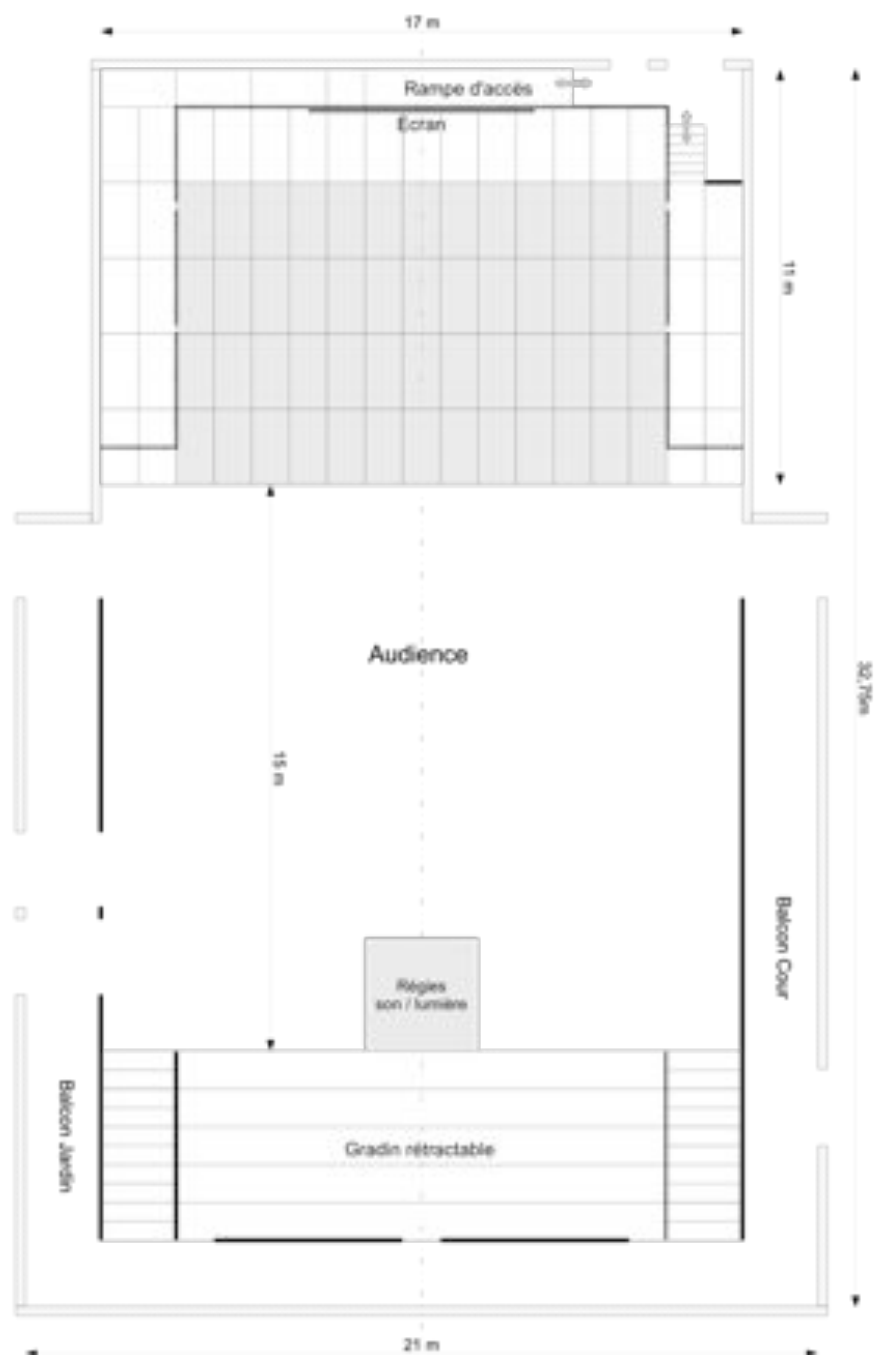 17 m
Rampe d'accès
Ecran
11 m
Audience
32,75m
15 m
Balcon Cour
Régies
son / lumière
Balcon Jardin
Gradin rétractable
21 m